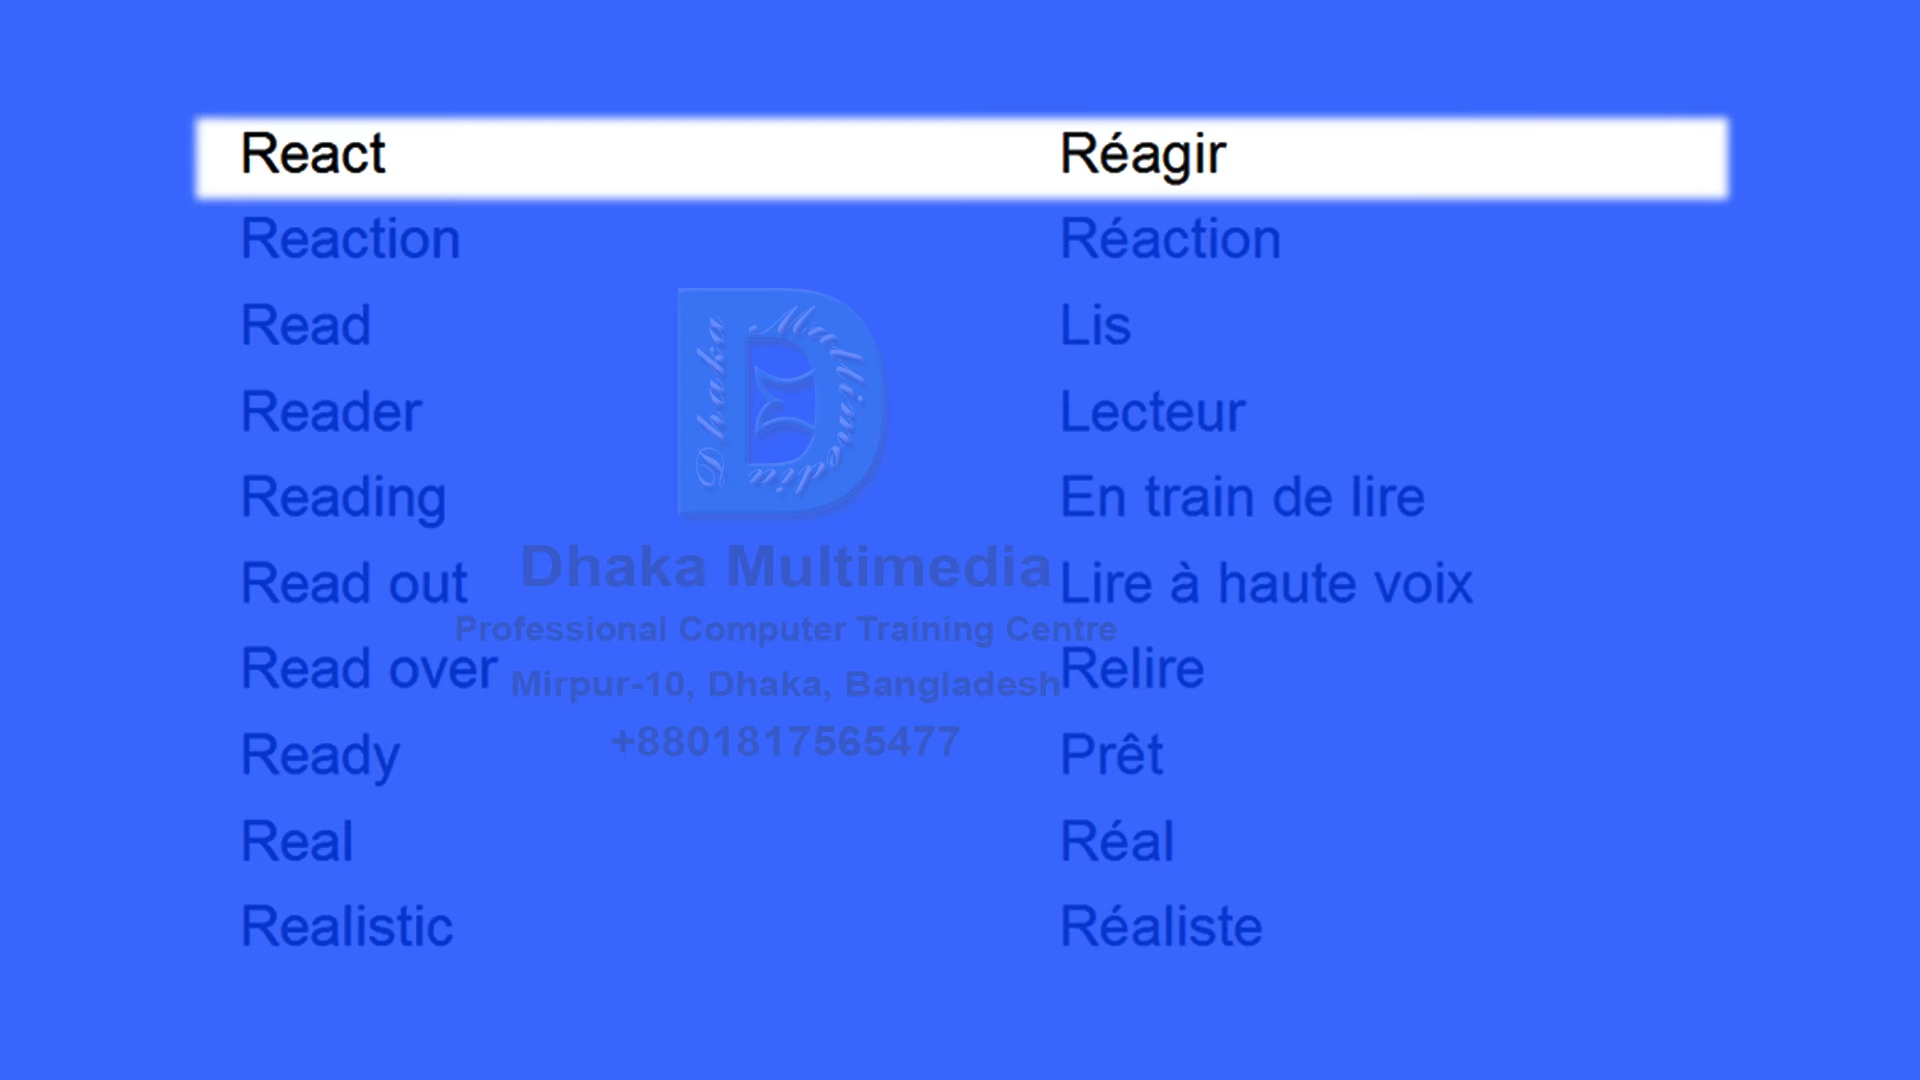 React Réagir
Reaction Réaction
Read Lis
Reader Lecteur
Reading En train de lire
Read out Lire à haute voix
Read over Relire
Ready Prêt
Real Réal
Realistic Réaliste
Dhaka Multimedia
Dhaka Multimedia
Professional Computer Training Centre
Mirpur-10, Dhaka, Bangladesh
+8801817565477